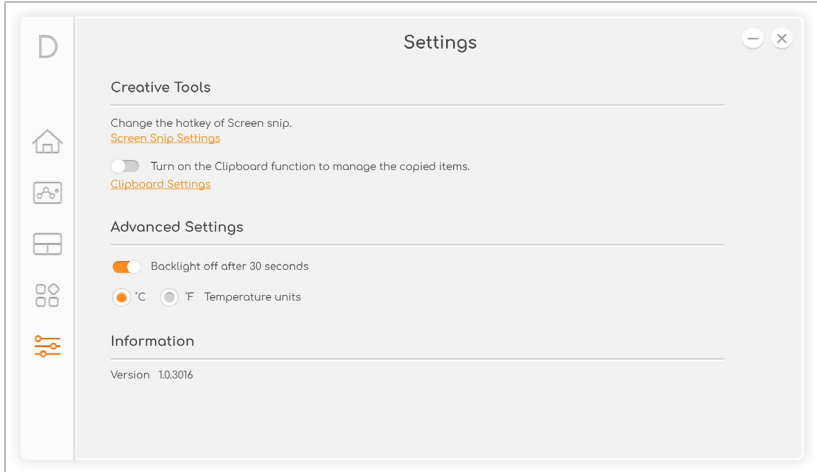 D
Settings
Creative Tools
Change the hotkey of Screen snip.
Screen Snip Settings
Turn on the Clipboard function to manage the copied items.
Clipboard Settings
Advanced Settings
Backlight off after 30 seconds
°C °F Temperature units
Information
Version 1.0.3016